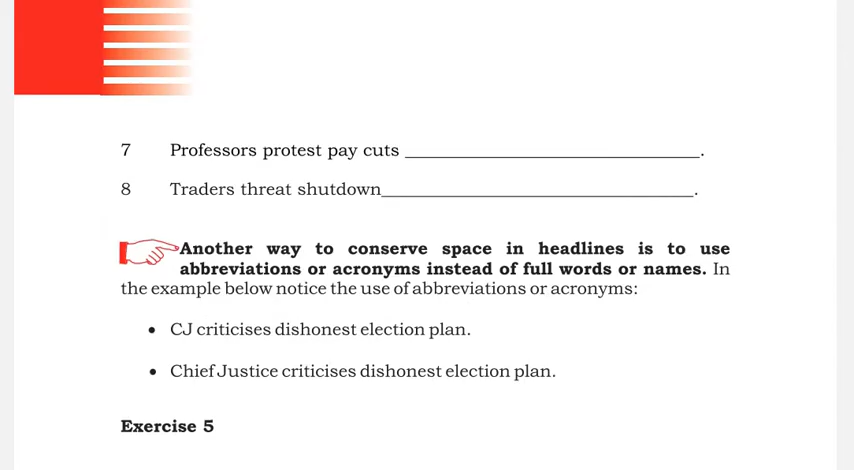 7 Professors protest pay cuts ______________________________.
8 Traders threat shutdown________________________________.
Another way to conserve space in headlines is to use
abbreviations or acronyms instead of full words or names. In
the example below notice the use of abbreviations or acronyms:
• CJ criticises dishonest election plan.
• Chief Justice criticises dishonest election plan.
Exercise 5